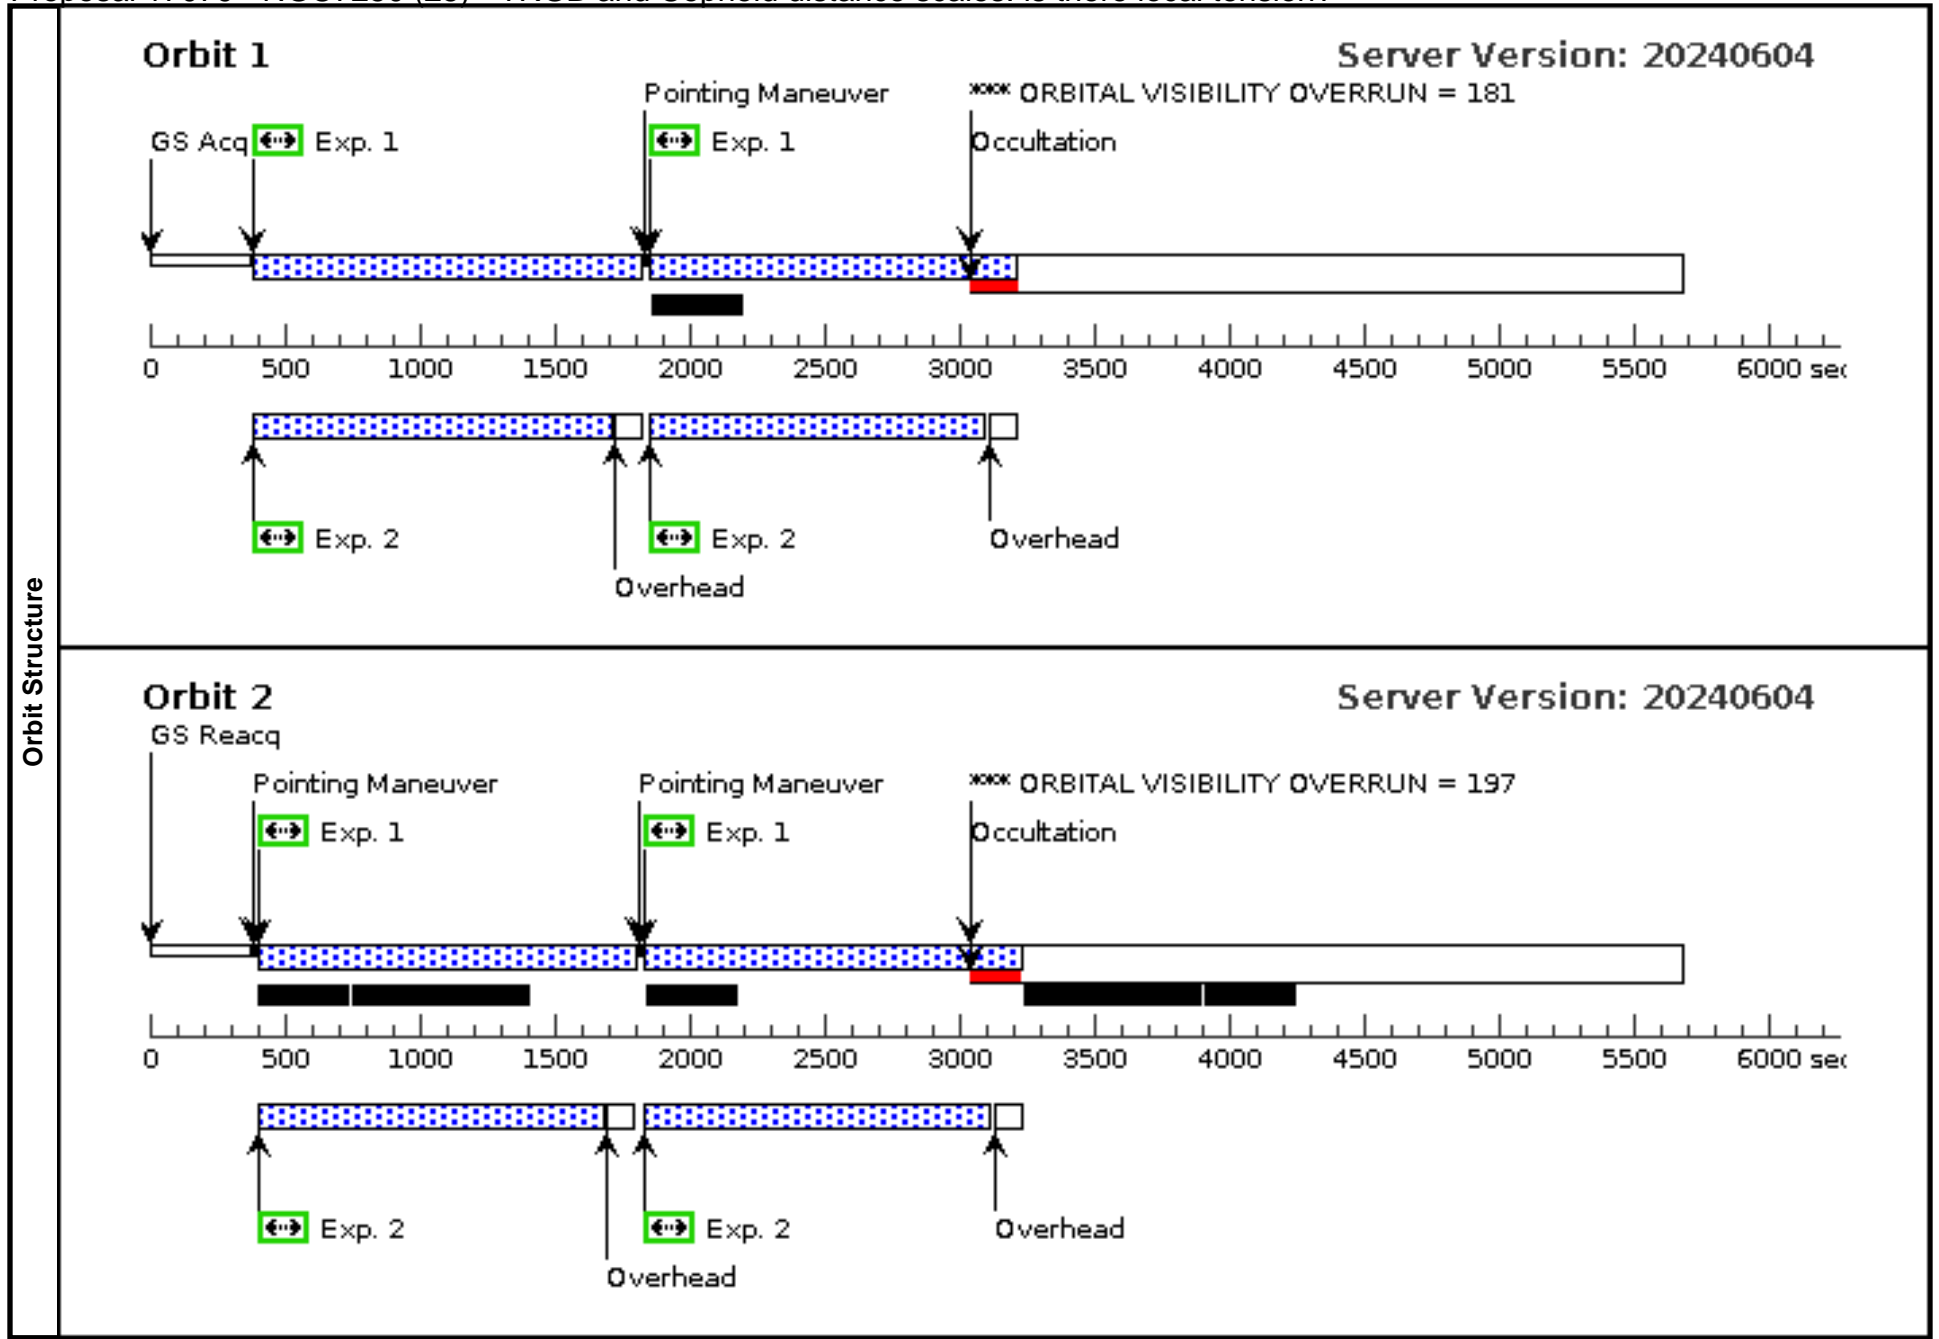 Orbit 1
Server Version: 20240604
Pointing Maneuver
*** ORBITAL VISIBILITY OVERRUN = 181
GS Acq
Exp. 1
Exp. 1
Occultation
0 500 1000 1500 2000 2500 3000 3500 4000 4500 5000 5500 6000
Exp. 2
Exp. 2
Overhead
Overhead
Orbit Structure
Orbit 2
Server Version: 20240604
GS Reacq
Pointing Maneuver
Pointing Maneuver
*** ORBITAL VISIBILITY OVERRUN = 197
Exp. 1
Exp. 1
Occultation
0 500 1000 1500 2000 2500 3000 3500 4000 4500 5000 5500 6000
Exp. 2
Exp. 2
Overhead
Overhead